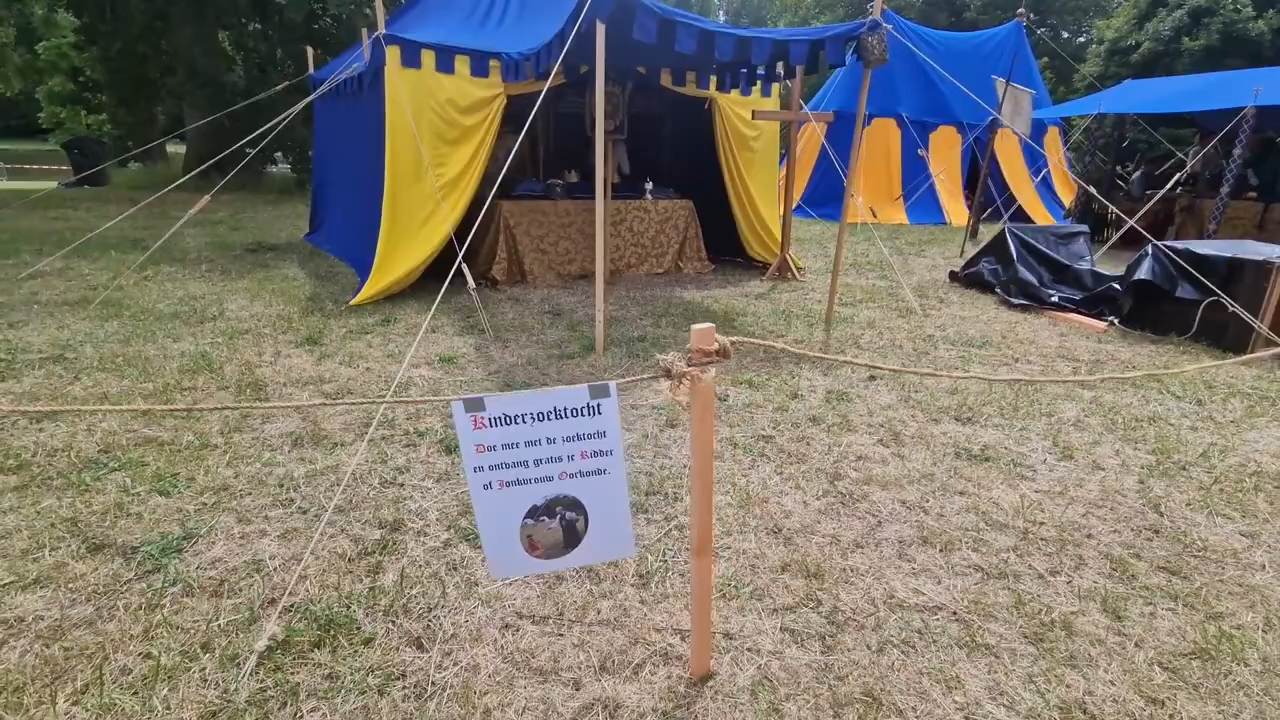 Kinderzoektocht
Doe mee met de zoektocht
en ontvang gratis je Ridder
of Jonkvrouw Oorkonde.